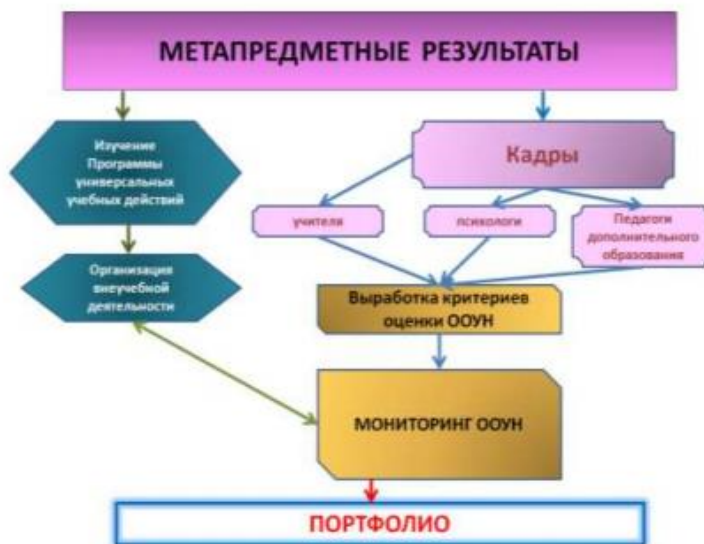 МЕТАПРЕДМЕТНЫЕ РЕЗУЛЬТАТЫ
Изучение
Программы
универсальных
учебных действий
Кадры
учителя
психологи
Педагоги
дополнительного
образования
Организация
внеучебной
деятельности
Выработка критериев
оценки ООУН
МОНИТОРИНГ ООУН
ПОРТФОЛИО